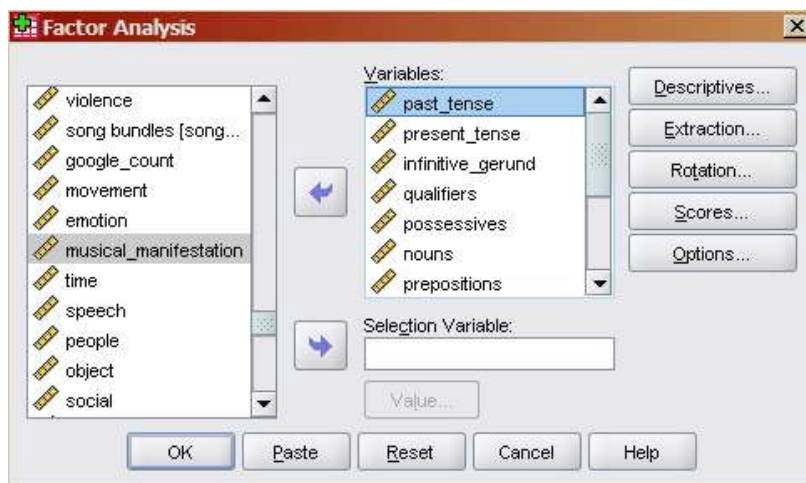 Factor Analysis
violence
song bundles [song...
google_count
movement
emotion
musical_manifestation
time
speech
people
object
social
Variables:
past_tense
present_tense
infinitive_gerund
qualifiers
possessives
nouns
prepositions
Selection Variable:
Value...
Descriptives...
Extraction...
Rotation...
Scores...
Options...
OK
Paste
Reset
Cancel
Help